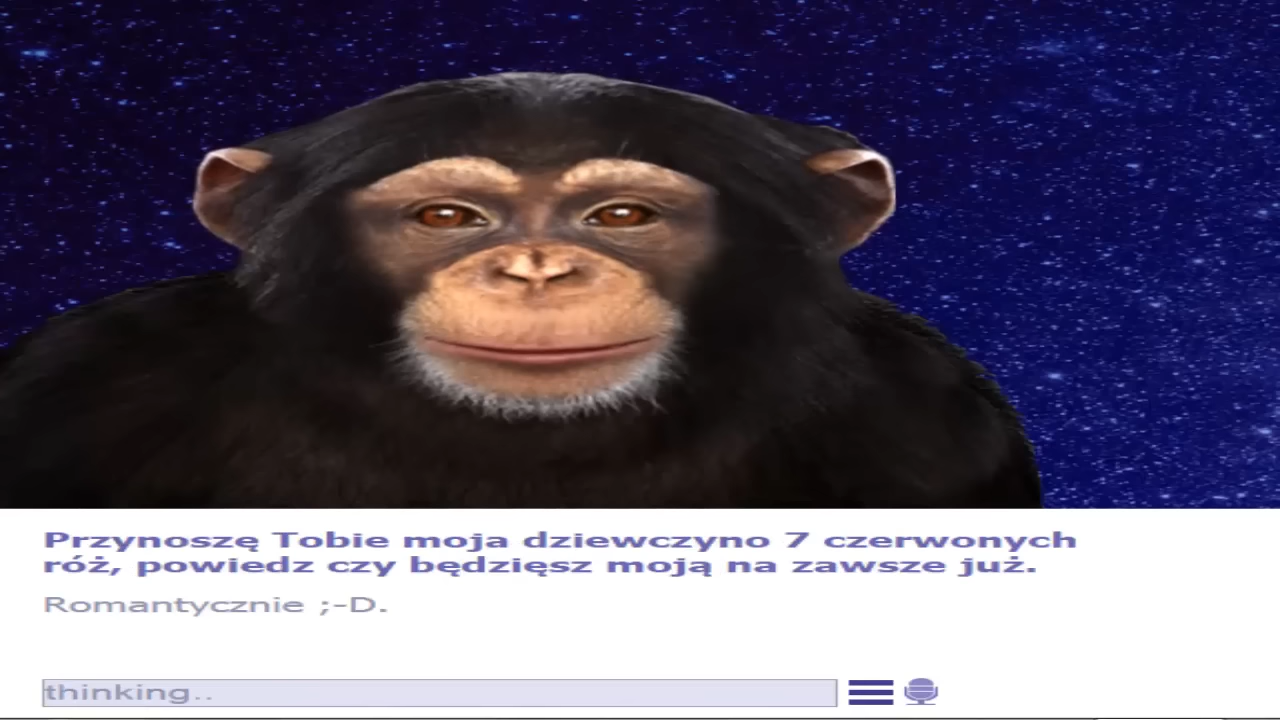 Przynoszę Tobie moja dziewczyno 7 czerwonych
róż, powiedz czy będzięsz moją na zawsze już.
Romantycznie ;-D.
thinking..